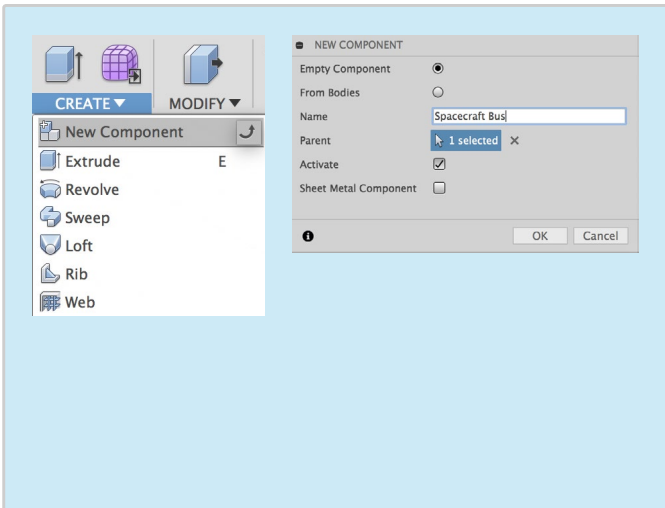 CREATE ▼ MODIFY ▼
New Component
Extrude E
Revolve
Sweep
Loft
Rib
Web
NEW COMPONENT
Empty Component
From Bodies
Name Spacecraft Bus
Parent 1 selected
Activate
Sheet Metal Component
OK Cancel